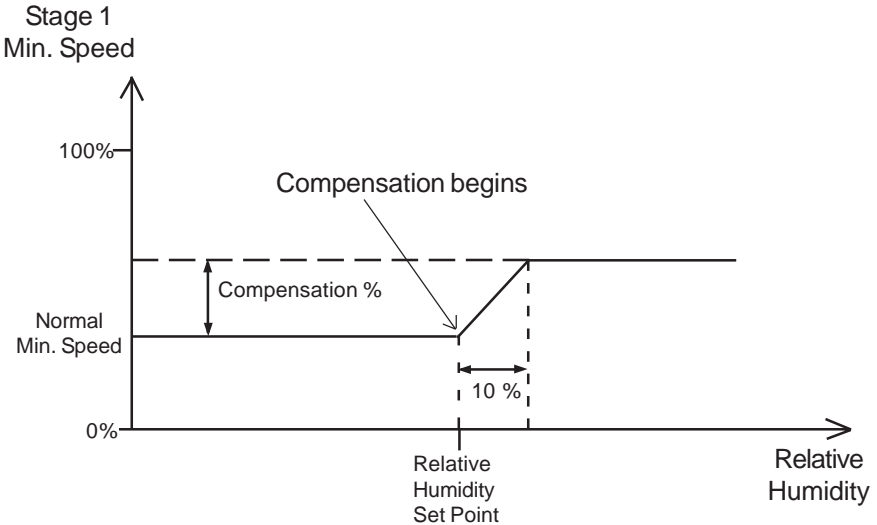 Stage 1
Min. Speed
100%
Compensation begins
Compensation %
Normal
Min. Speed
10 %
0%
Relative
Humidity
Set Point
Relative
Humidity